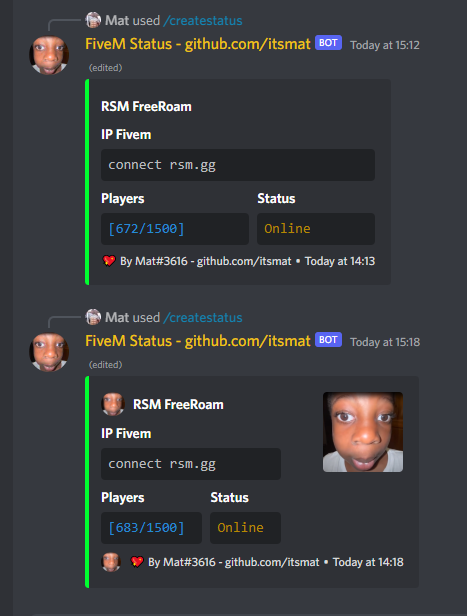 Mat used /createstatus
FiveM Status - github.com/itsmat BOT Today at 15:12
(edited)
RSM FreeRoam
IP Fivem
connect rsm.gg
Players Status
[672/1500] Online
By Mat#3616 - github.com/itsmat • Today at 14:13
Mat used /createstatus
FiveM Status - github.com/itsmat BOT Today at 15:18
(edited)
RSM FreeRoam
IP Fivem
connect rsm.gg
Players Status
[683/1500] Online
By Mat#3616 - github.com/itsmat • Today at 14:18